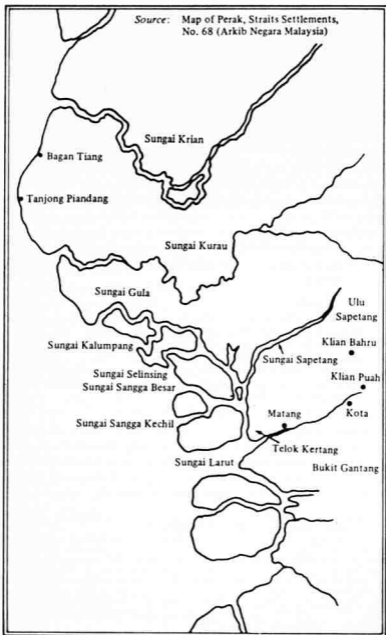 Source: Map of Perak, Straits Settlements,
No. 68 (Arkib Negara Malaysia)
Sungai Krian
Bagan Tiang
Tanjong Piandang
Sungai Kurau
Sungai Gula
Ulu
Sapetang
Sungai Kalumpang
Klian Bahru
Sungai Sapetang
Sungai Selinsing
Klian Puah
Sungai Sangga Besar
Kota
Matang
Sungai Sangga Kechil
Telok Kertang
Sungai Larut
Bukit Gantang